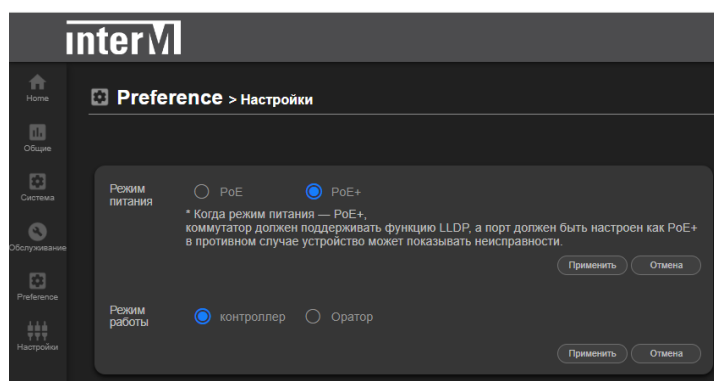 interM
Home
Preference > Настройки
Общие
Система
Обслуживание
Preference
Настройки
Режим питания
PoE
PoE+
* Когда режим питания — PoE+,
коммутатор должен поддерживать функцию LLDP, а порт должен быть настроен как PoE+
в противном случае устройство может показывать неисправности.
Применить Отмена
Режим работы
контроллер
Оратор
Применить Отмена